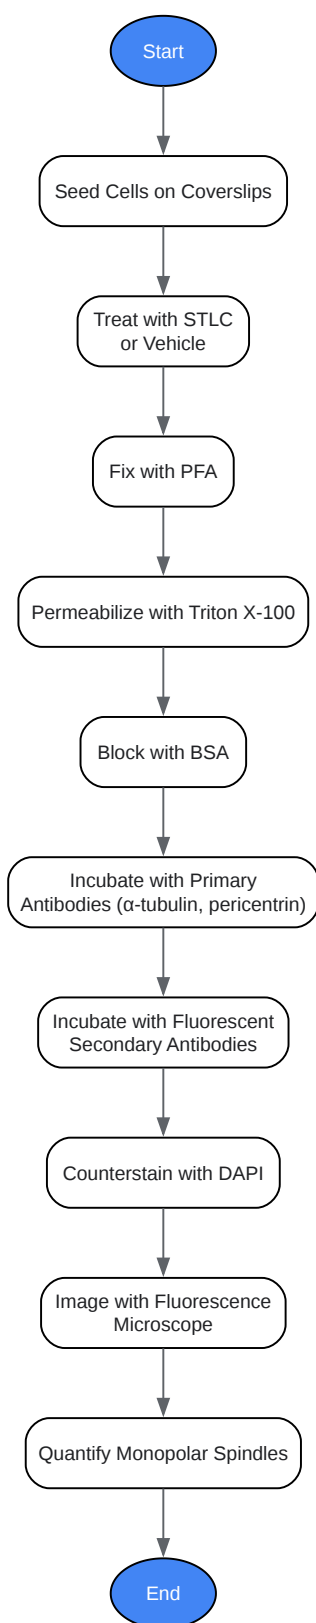 Start
Seed Cells on Coverslips
Treat with STLC
or Vehicle
Fix with PFA
Permeabilize with Triton X-100
Block with BSA
Incubate with Primary
Antibodies (α-tubulin, pericentrin)
Incubate with Fluorescent
Secondary Antibodies
Counterstain with DAPI
Image with Fluorescence
Microscope
Quantify Monopolar Spindles
End